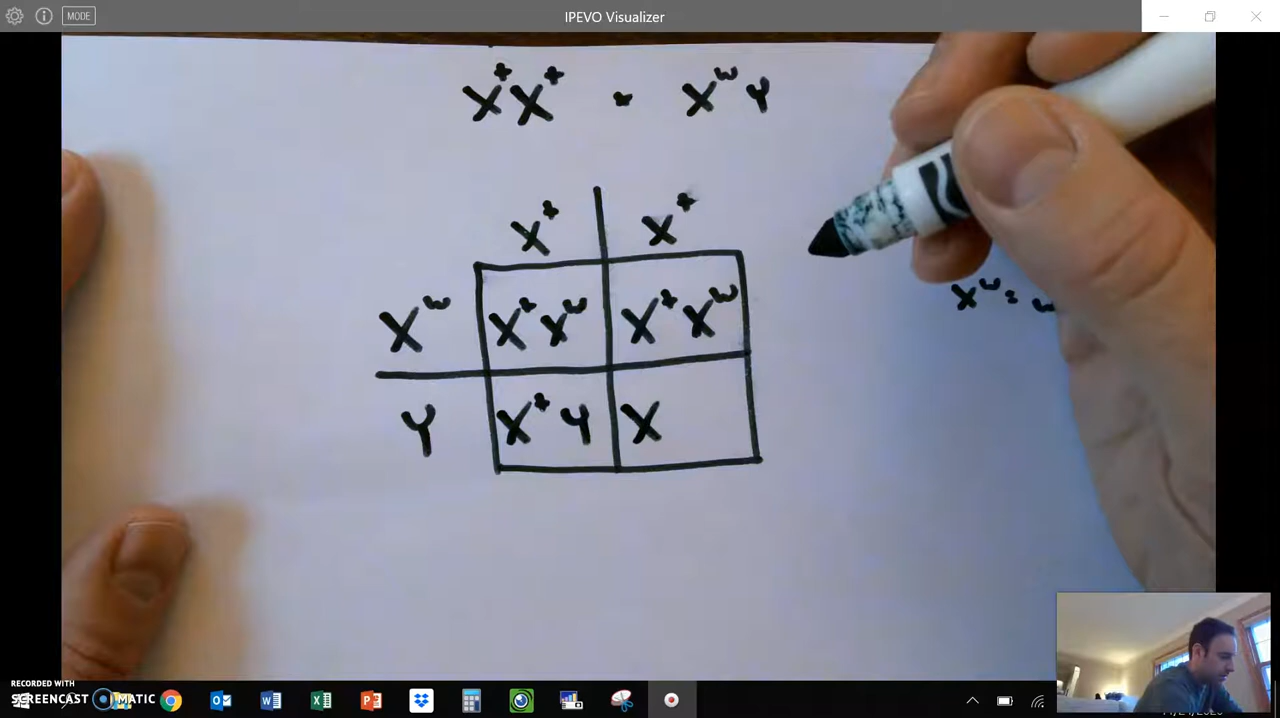 IPEVO Visualizer
MODE
X⁺X⁺ · XʷY
X⁺ X⁺
Xʷ X⁺Xʷ X⁺Xʷ
Xʷ =
Y X⁺Y X
RECORDED WITH
SCREENCAST MATIC